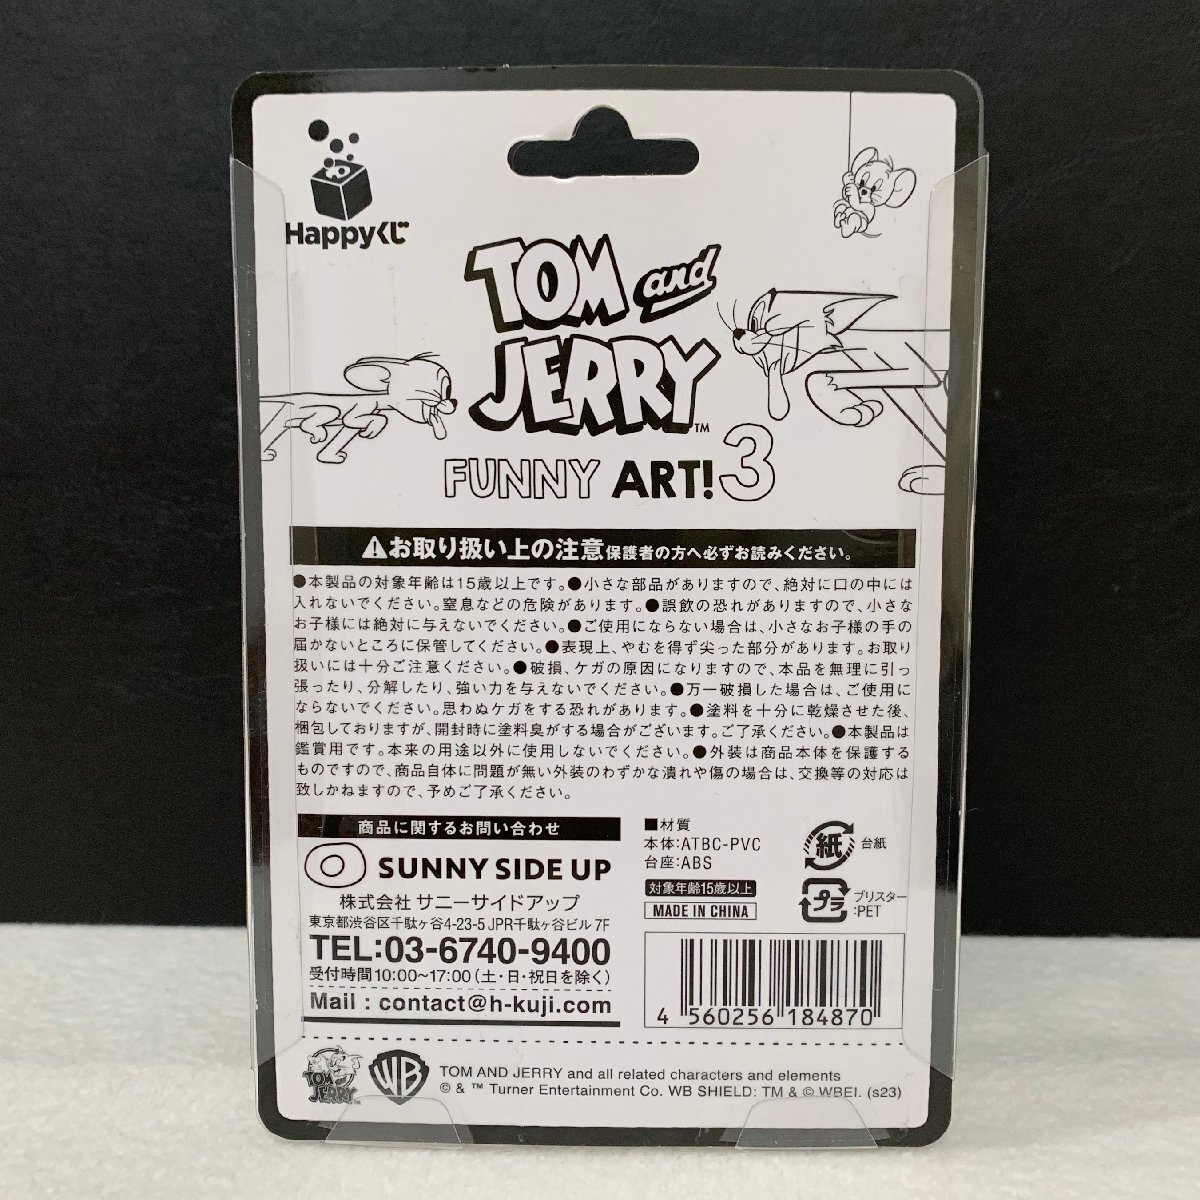 Happyくじ
TOM and
JERRY™
FUNNY ART! 3
⚠お取り扱い上の注意 保護者の方へ必ずお読みください。
●本製品の対象年齢は15歳以上です。●小さな部品がありますので、絶対に口の中には
入れないでください。窒息などの危険があります。●誤飲の恐れがありますので、小さな
お子様には絶対に与えないでください。●ご使用にならない場合は、小さなお子様の手の
届かないところに保管してください。●表現上、やむを得ず尖った部分があります。お取り
扱いには十分ご注意ください。●破損、ケガの原因になりますので、本品を無理に引っ
張ったり、分解したり、強い力を与えないでください。●万一破損した場合は、ご使用に
ならないでください。思わぬケガをする恐れがあります。●塗料を十分に乾燥させた後、
梱包しておりますが、開封時に塗料臭がする場合がございます。ご了承ください。●本製品は
鑑賞用です。本来の用途以外に使用しないでください。●外装は商品本体を保護する
ものですので、商品自体に問題が無い外装のわずかな潰れや傷の場合は、交換等の対応は
致しかねますので、予めご了承ください。
商品に関するお問い合わせ
SUNNY SIDE UP
株式会社 サニーサイドアップ
東京都渋谷区千駄ヶ谷4-23-5 JPR千駄ヶ谷ビル 7F
TEL:03-6740-9400
受付時間10:00~17:00（土・日・祝日を除く）
Mail : contact@h-kuji.com
■材質
本体:ATBC-PVC
台座:ABS
対象年齢15歳以上
MADE IN CHINA
紙 台紙
プラ ブリスター
:PET
4 560256 184870
TOM and JERRY™
WB
TOM AND JERRY and all related characters and elements
© & ™ Turner Entertainment Co. WB SHIELD: TM & © WBEI. (s23)